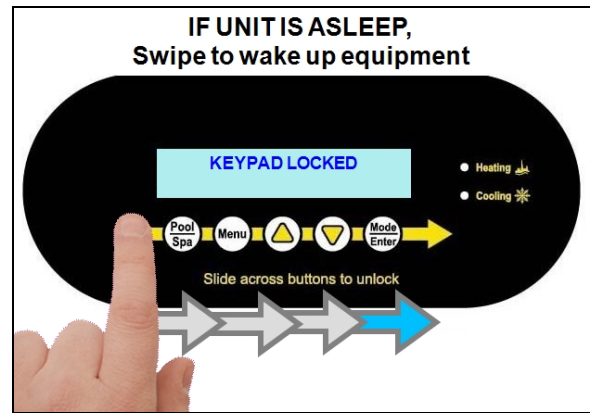 IF UNIT IS ASLEEP,
Swipe to wake up equipment
KEYPAD LOCKED
Heating
Cooling
Pool
Spa
Menu
Mode
Enter
Slide across buttons to unlock